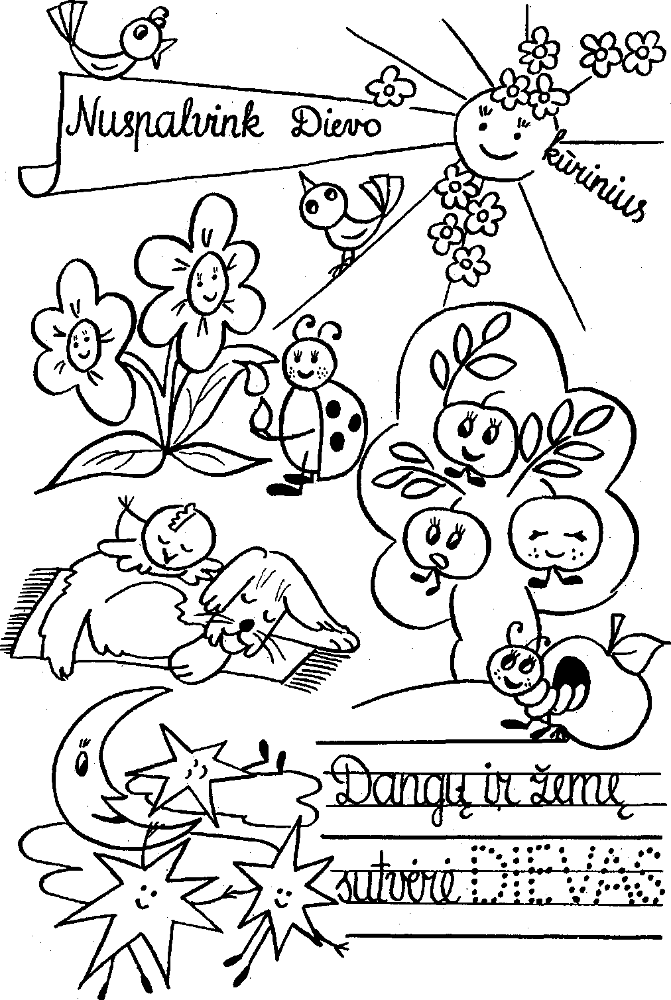 Nuspalvink Dievo
kūrinius
Dangų ir žemę
sutvėrė DIEVAS